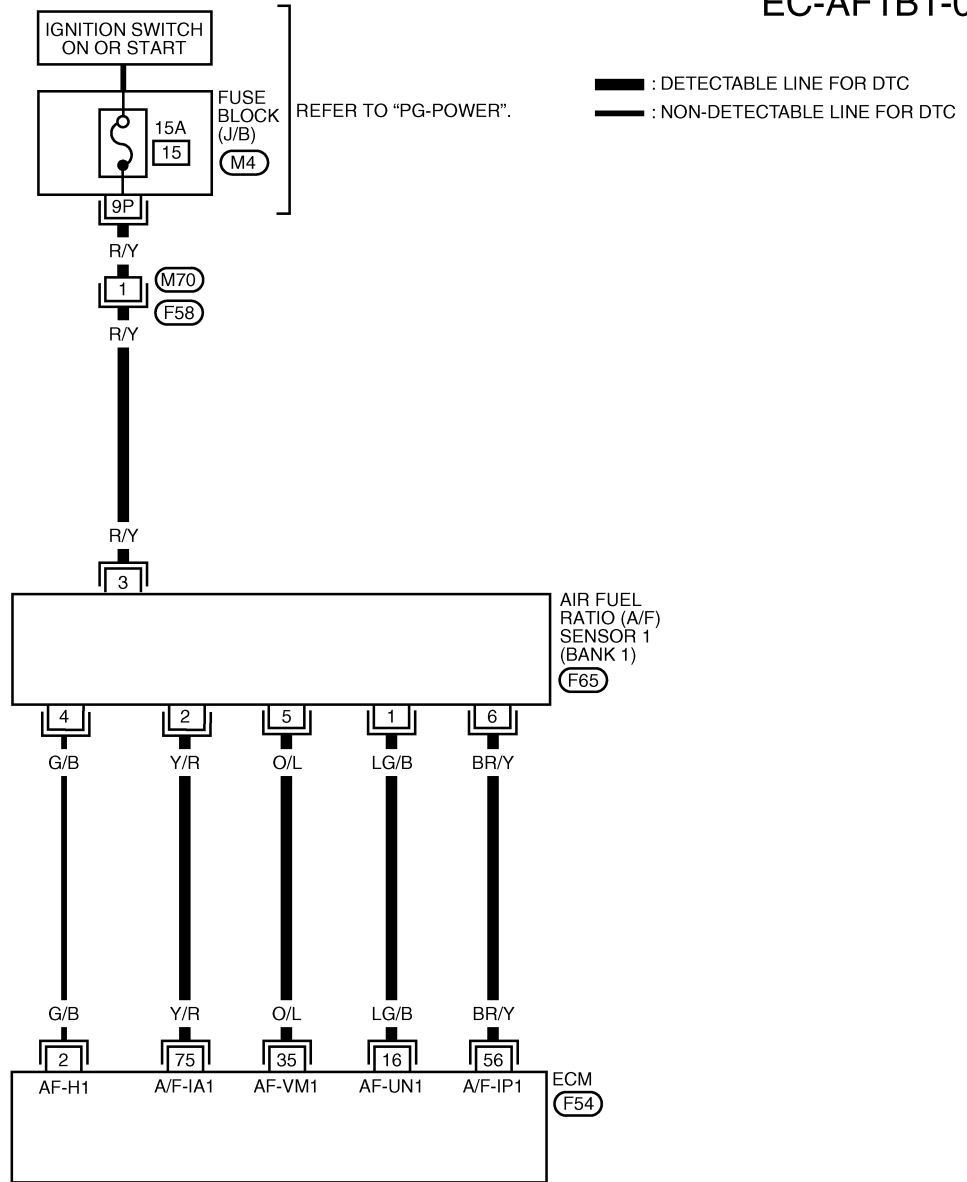 EC-AF1B1-0
IGNITION SWITCH
ON OR START
FUSE
BLOCK
(J/B)
M4
15A
15
REFER TO “PG-POWER”.
: DETECTABLE LINE FOR DTC
: NON-DETECTABLE LINE FOR DTC
9P
R/Y
1
M70
F58
R/Y
R/Y
3
AIR FUEL
RATIO (A/F)
SENSOR 1
(BANK 1)
F65
4 2 5 1 6
G/B Y/R O/L LG/B BR/Y
G/B Y/R O/L LG/B BR/Y
2 75 35 16 56
AF-H1 A/F-IA1 AF-VM1 AF-UN1 A/F-IP1
ECM
F54